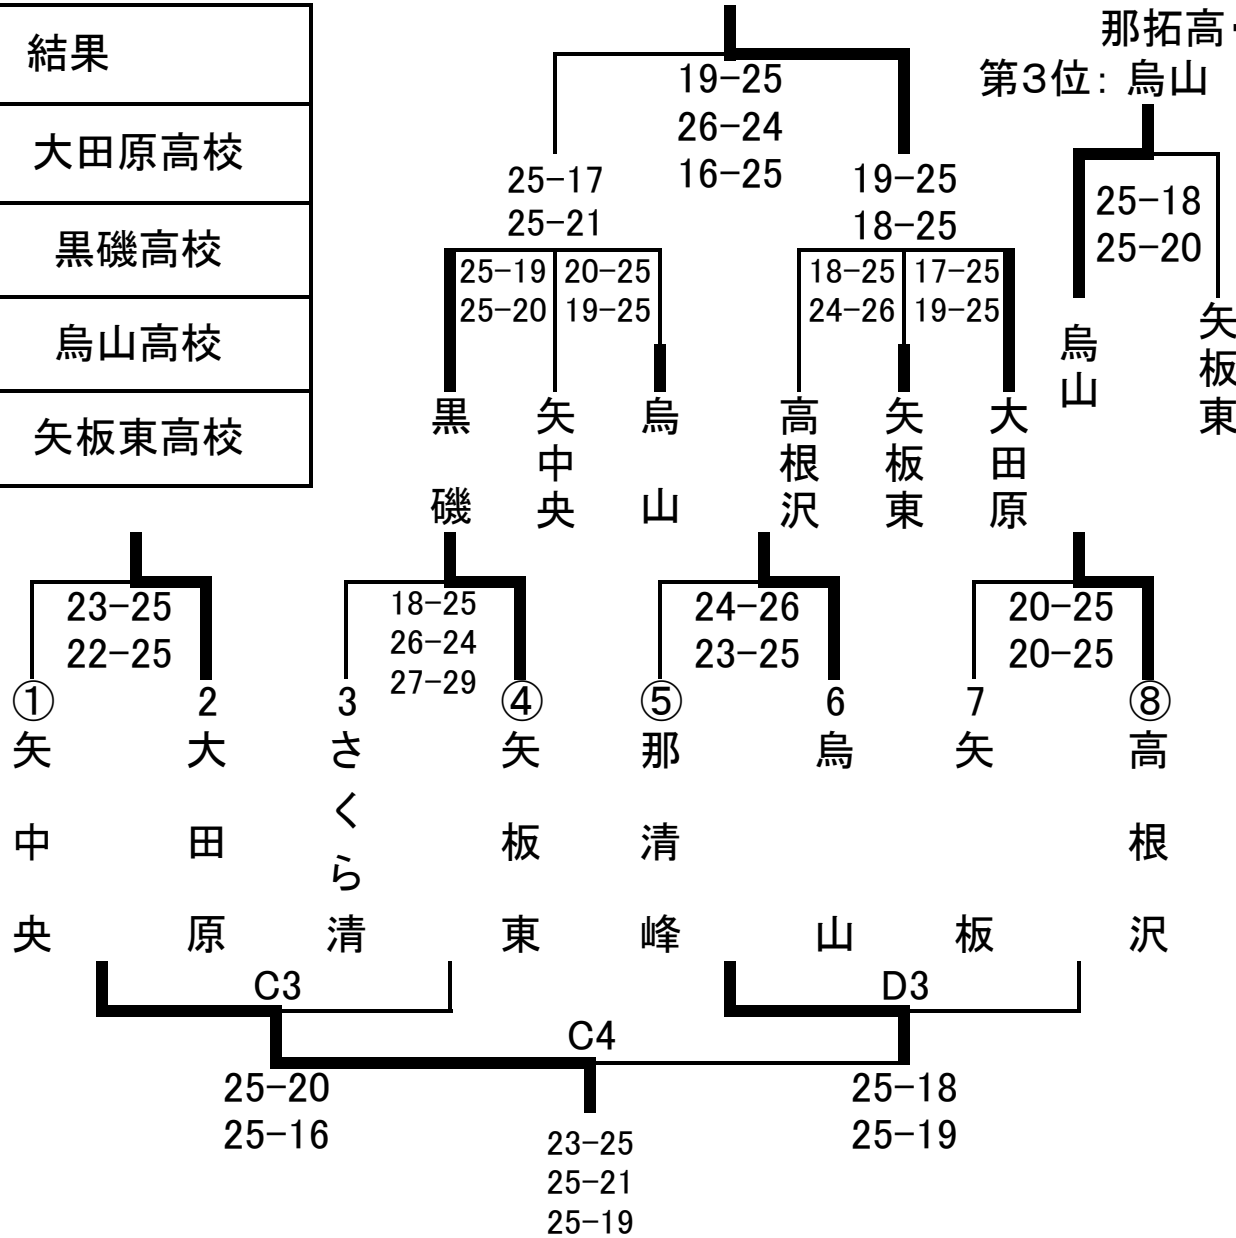 結果
大田原高校
黒磯高校
烏山高校
矢板東高校
那拓高
第3位：烏山
19-25
26-24
16-25
25-17
25-21
19-25
18-25
25-18
25-20
25-19
25-20
20-25
19-25
18-25
24-26
17-25
19-25
烏山
矢板東
黒磯
矢中央
烏山
高根沢
矢板東
大田原
23-25
22-25
18-25
26-24
27-29
24-26
23-25
20-25
20-25
① 矢中央
2 大田原
3 さくら清
④ 矢板東
⑤ 那清峰
6 烏山
7 矢板
⑧ 高根沢
C3
D3
C4
25-20
25-16
25-18
25-19
23-25
25-21
25-19